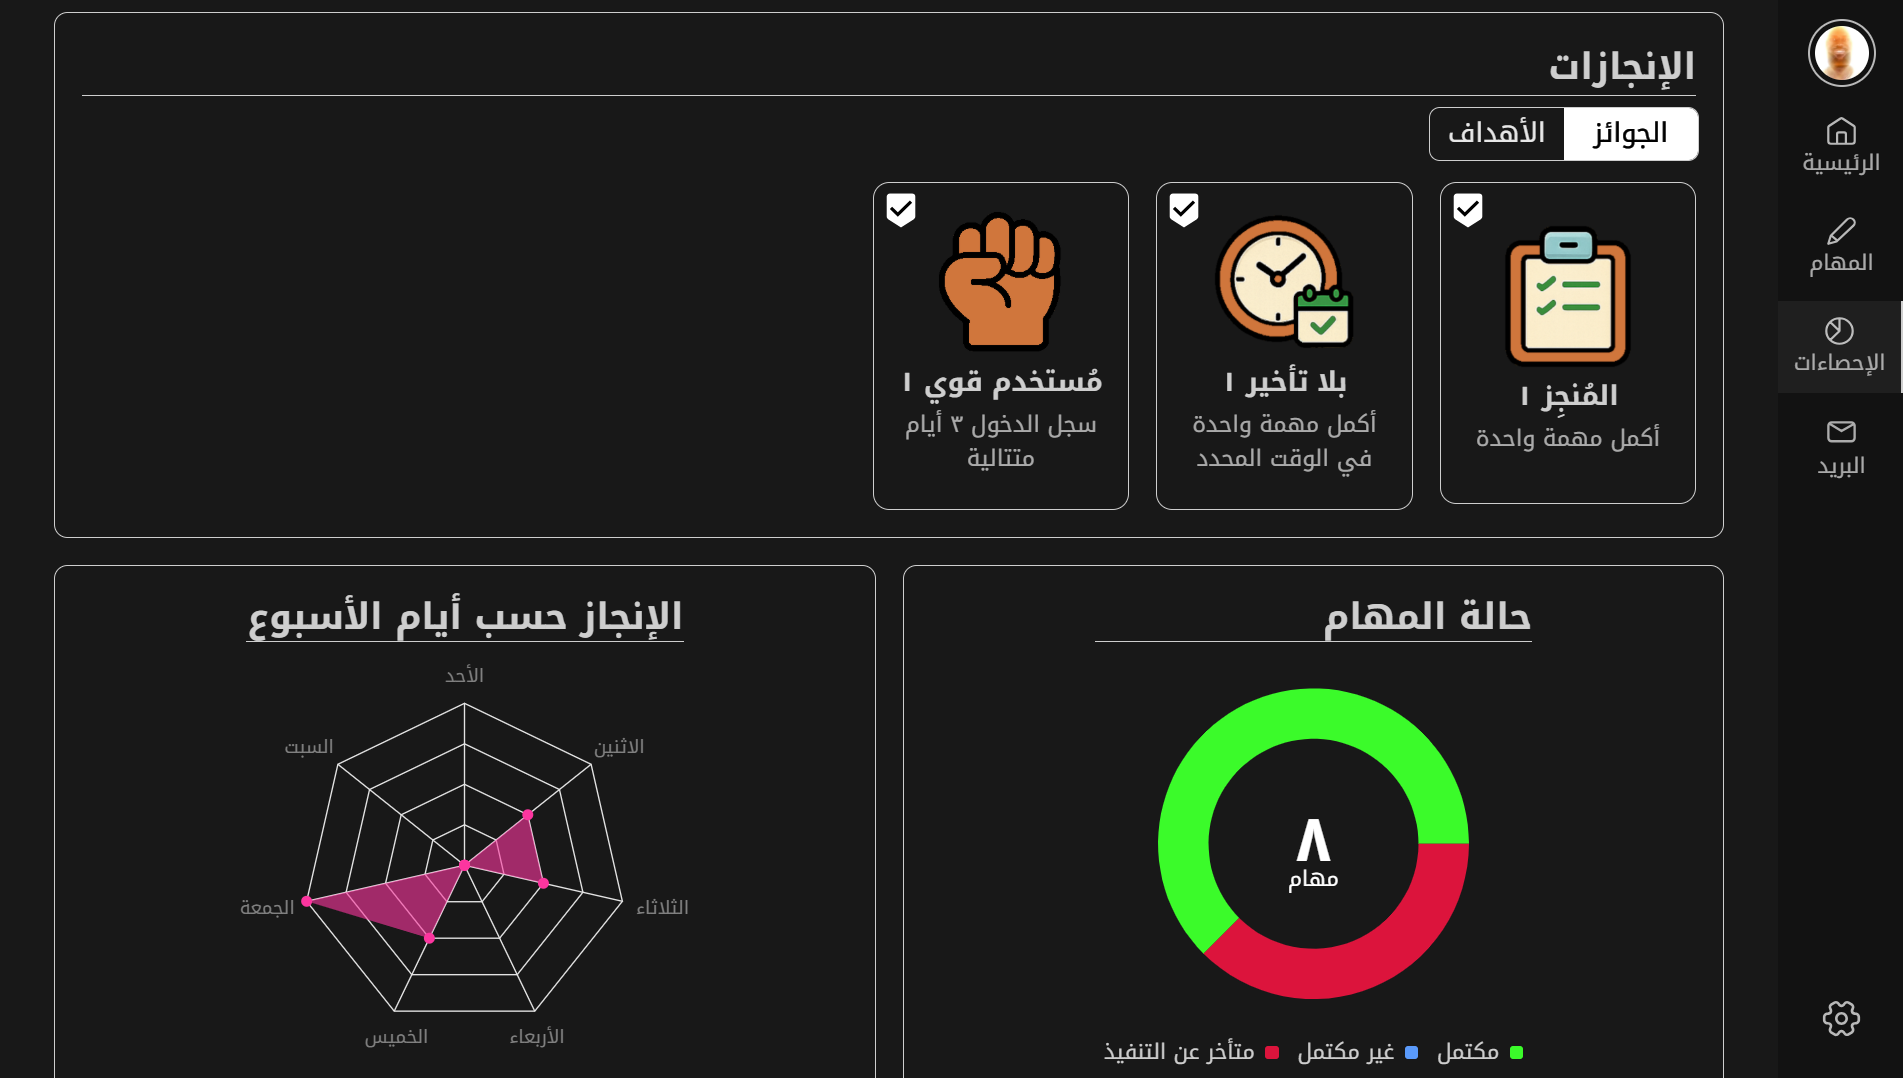 الرئيسية
المهام
الإحصاءات
البريد
الإنجازات
الجوائز
الأهداف
المُنجِز I
أكمل مهمة واحدة
بلا تأخير I
أكمل مهمة واحدة
في الوقت المحدد
مُستخدم قوي I
سجل الدخول ٣ أيام
متتالية
حالة المهام
٨
مهام
مكتمل
غير مكتمل
متأخر عن التنفيذ
الإنجاز حسب أيام الأسبوع
الأحد
الاثنين
الثلاثاء
الأربعاء
الخميس
الجمعة
السبت